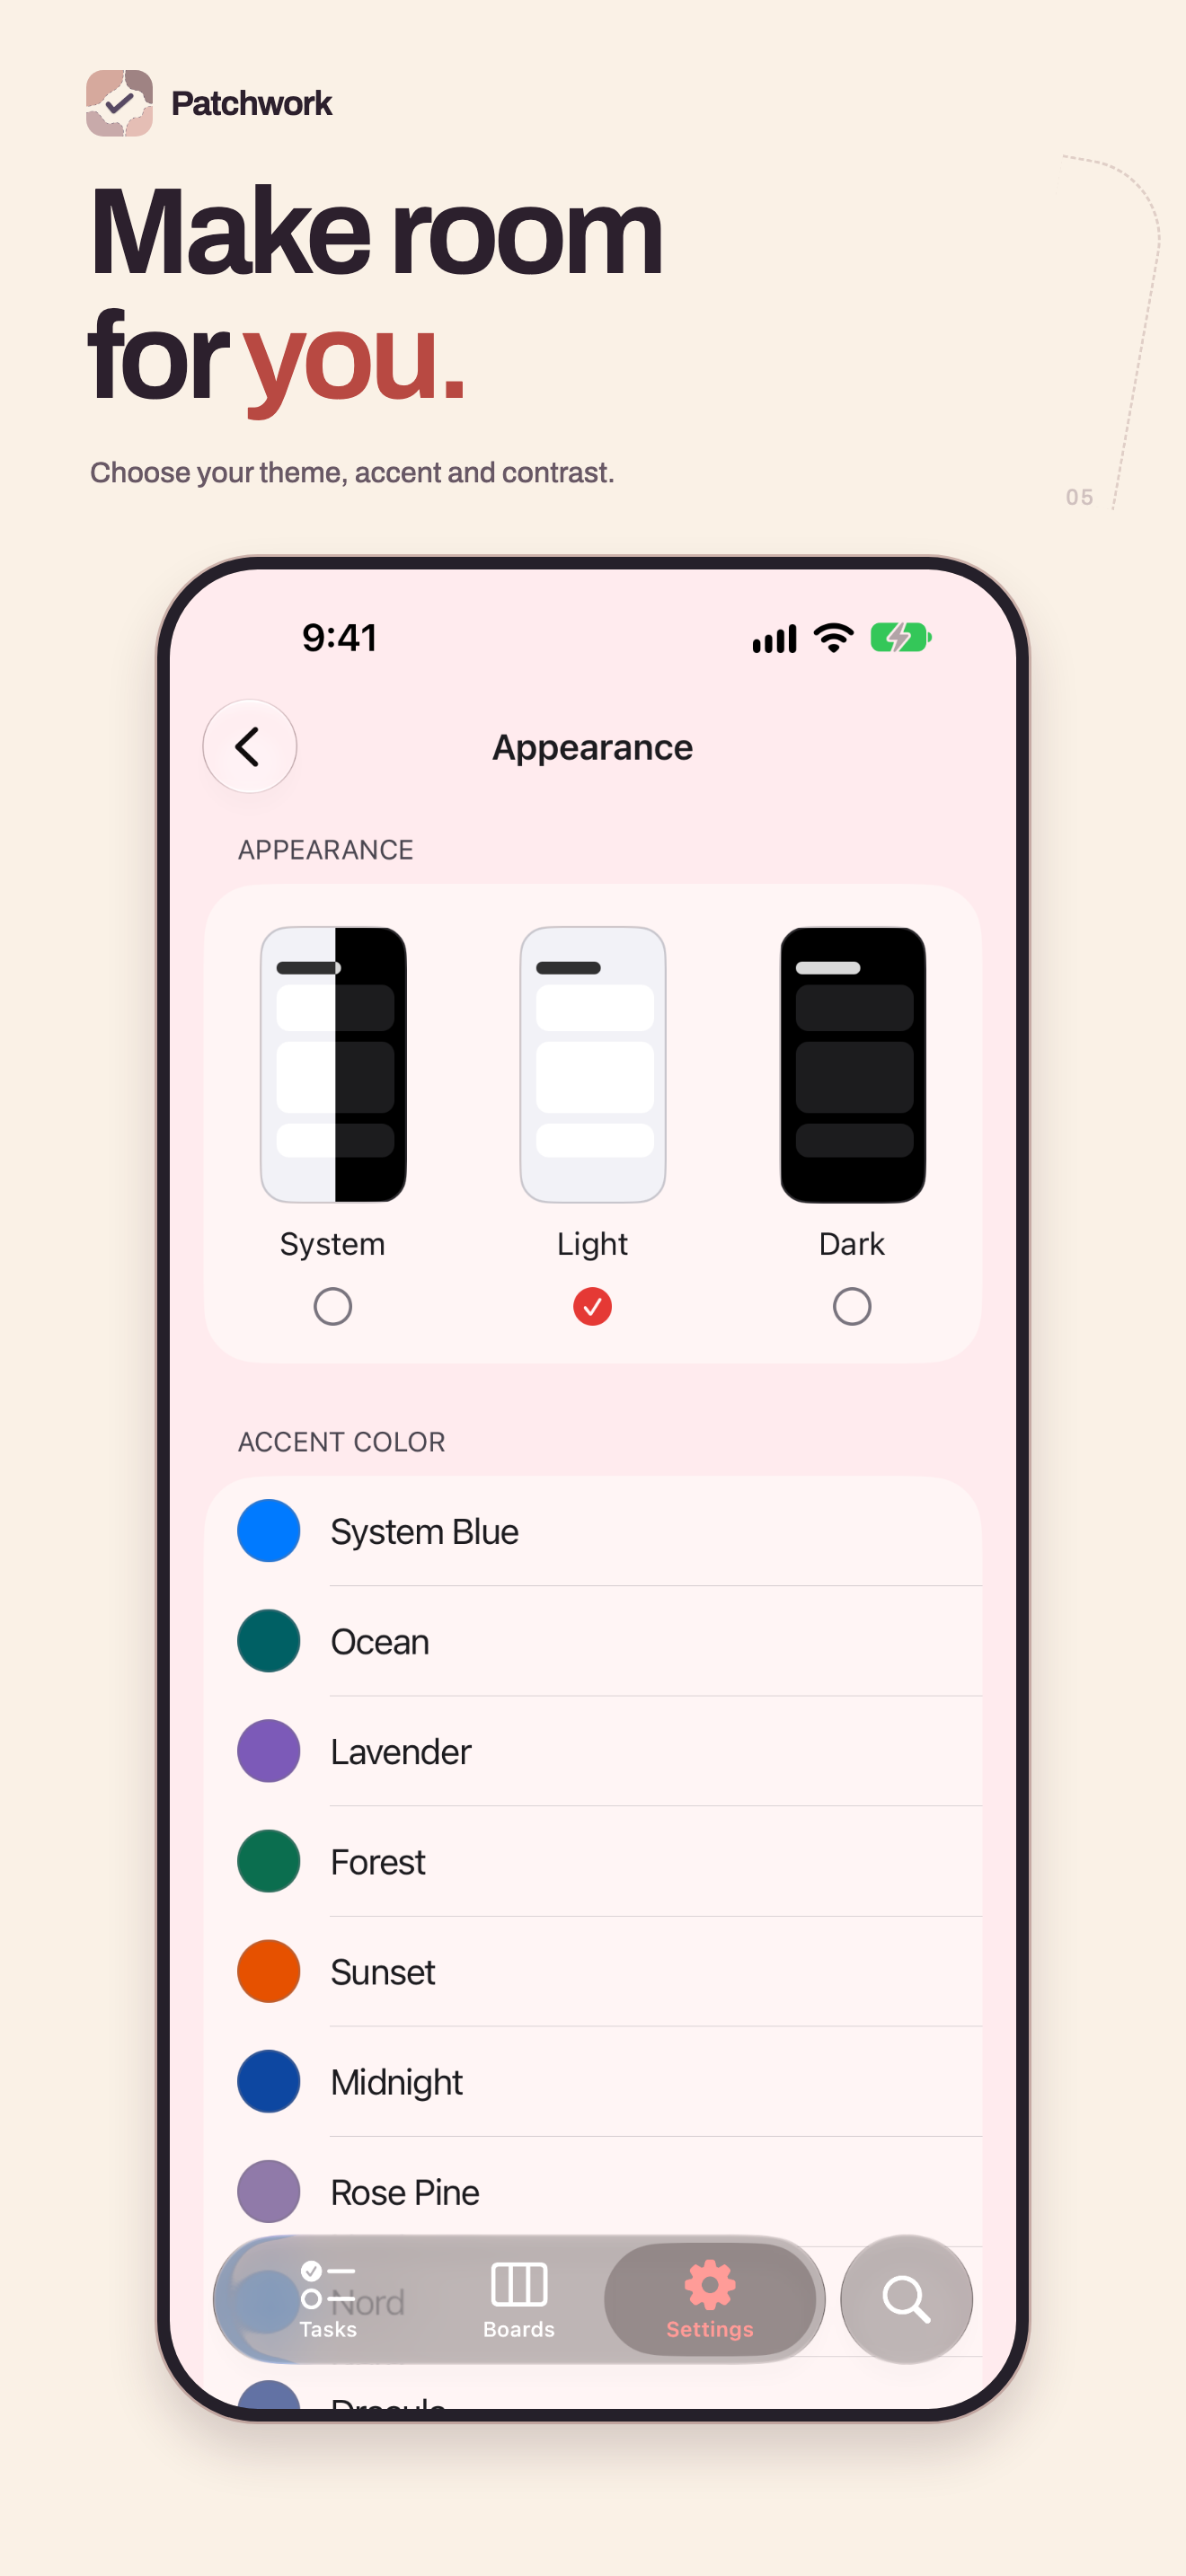 Patchwork
Make room
for you.
Choose your theme, accent and contrast.
05
9:41
Appearance
APPEARANCE
System
Light
Dark
ACCENT COLOR
System Blue
Ocean
Lavender
Forest
Sunset
Midnight
Rose Pine
Nord
Tasks
Boards
Settings
Dracula